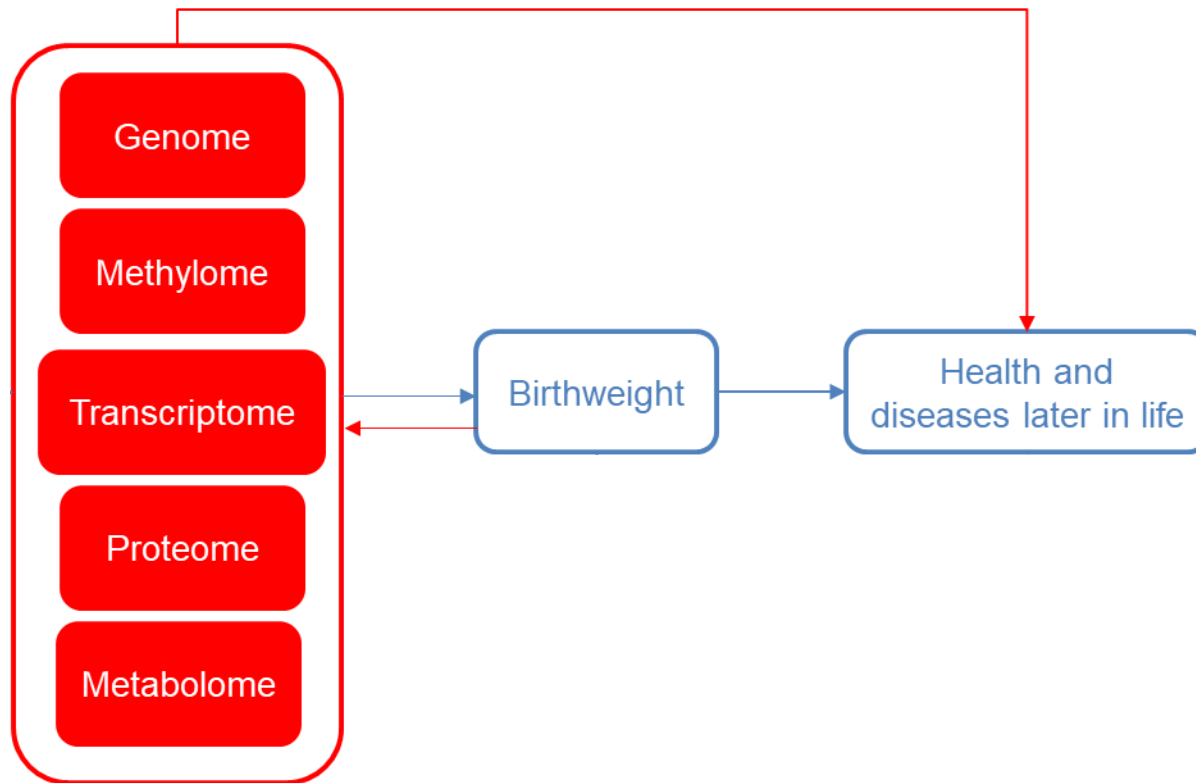 Genome
Methylome
Transcriptome
Proteome
Metabolome
Birthweight
Health and
diseases later in life